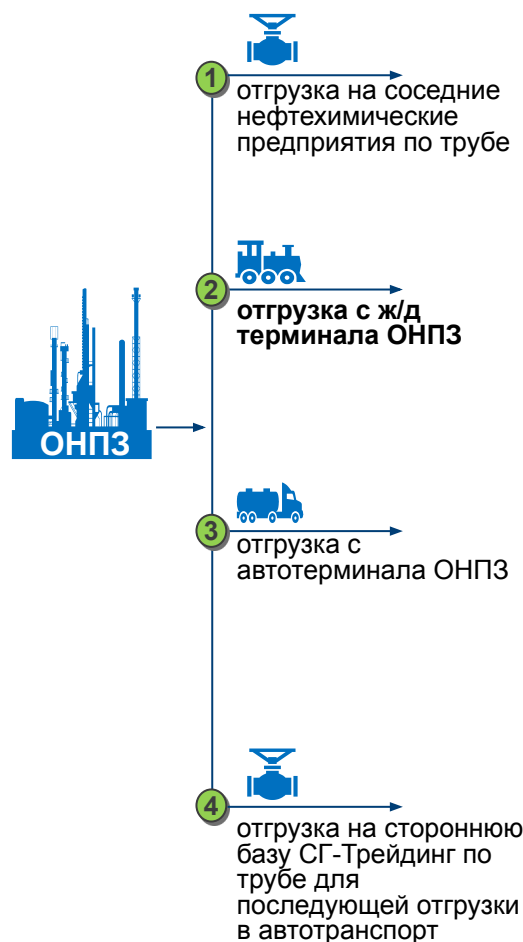 1
отгрузка на соседние
нефтехимические
предприятия по трубе
2
отгрузка с ж/д
терминала ОНПЗ
ОНПЗ
3
отгрузка с
автотерминала ОНПЗ
4
отгрузка на стороннюю
базу СГ-Трейдинг по
трубе для
последующей отгрузки
в автотранспорт